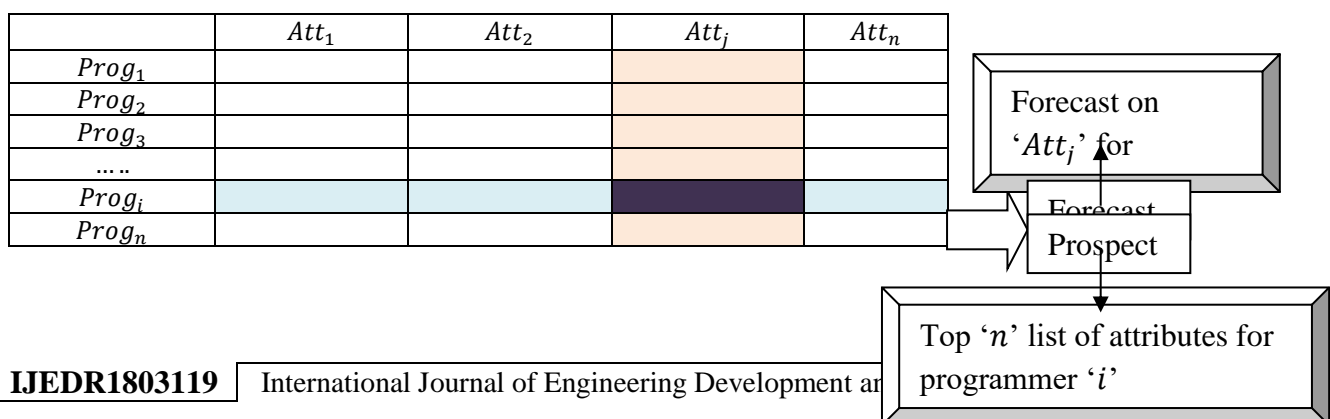 Att₁ Att₂ Attⱼ Attₙ
Prog₁
Prog₂
Prog₃
... ..
Progᵢ
Progₙ
Forecast on
‘Attⱼ’ for
Forecast
Prospect
Top ‘n’ list of attributes for
programmer ‘i’
IJEDR1803119 International Journal of Engineering Development